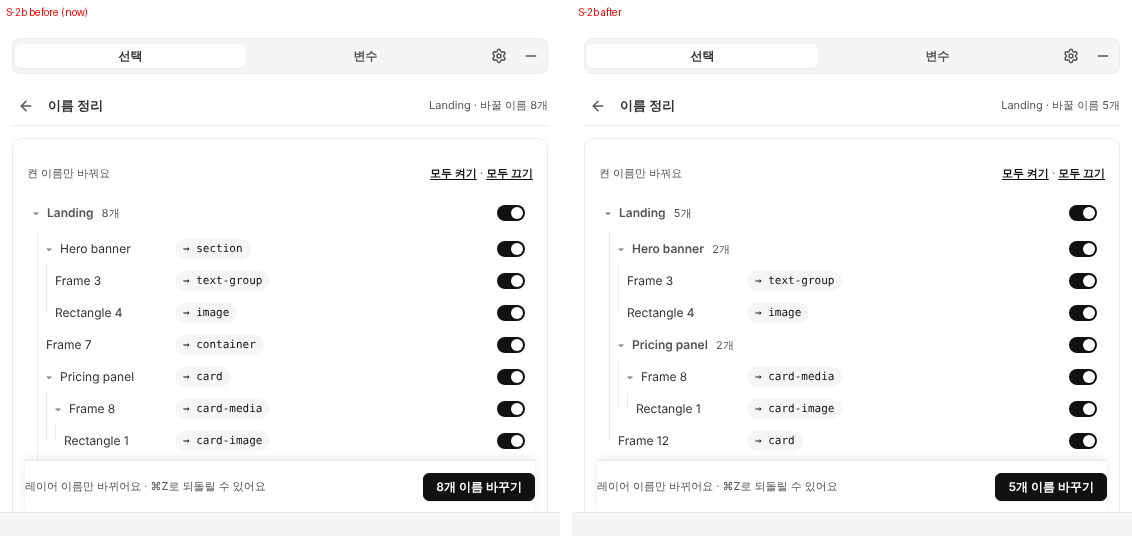 S-2b before (now)
선택 변수
이름 정리 Landing · 바꿀 이름 8개
켠 이름만 바꿔요 모두 켜기 · 모두 끄기
Landing 8개
Hero banner → section
Frame 3 → text-group
Rectangle 4 → image
Frame 7 → container
Pricing panel → card
Frame 8 → card-media
Rectangle 1 → card-image
레이어 이름만 바뀌어요 · ⌘Z로 되돌릴 수 있어요 8개 이름 바꾸기
S-2b after
선택 변수
이름 정리 Landing · 바꿀 이름 5개
켠 이름만 바꿔요 모두 켜기 · 모두 끄기
Landing 5개
Hero banner 2개
Frame 3 → text-group
Rectangle 4 → image
Pricing panel 2개
Frame 8 → card-media
Rectangle 1 → card-image
Frame 12 → card
레이어 이름만 바뀌어요 · ⌘Z로 되돌릴 수 있어요 5개 이름 바꾸기